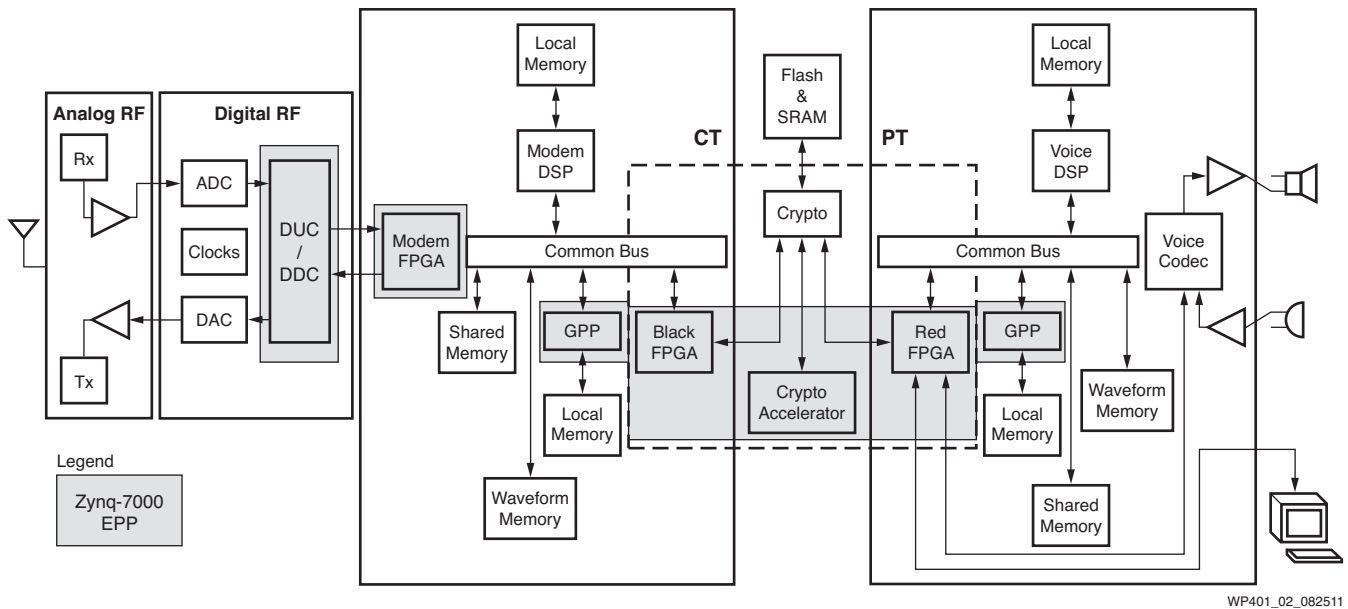 Analog RF
Rx
Tx
Digital RF
ADC
Clocks
DAC
DUC
/
DDC
Modem
FPGA
Local
Memory
Modem
DSP
CT
Common Bus
Shared
Memory
GPP
Black
FPGA
Local
Memory
Waveform
Memory
Flash
&
SRAM
Crypto
Crypto
Accelerator
PT
Local
Memory
Voice
DSP
Common Bus
Voice
Codec
Red
FPGA
GPP
Local
Memory
Waveform
Memory
Shared
Memory
Legend
Zynq-7000
EPP
WP401_02_082511